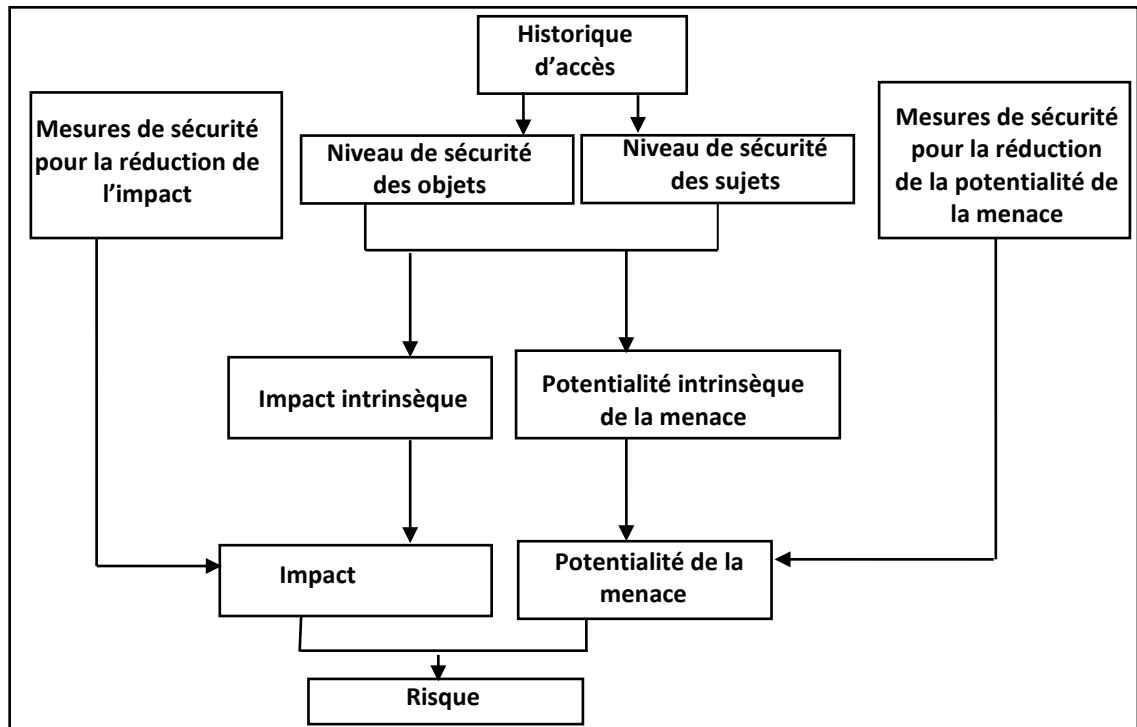 Historique
d’accès
Mesures de sécurité
pour la réduction de
l’impact
Niveau de sécurité
des objets
Niveau de sécurité
des sujets
Mesures de sécurité
pour la réduction
de la potentialité de
la menace
Impact intrinsèque
Potentialité intrinsèque
de la menace
Impact
Potentialité de la
menace
Risque